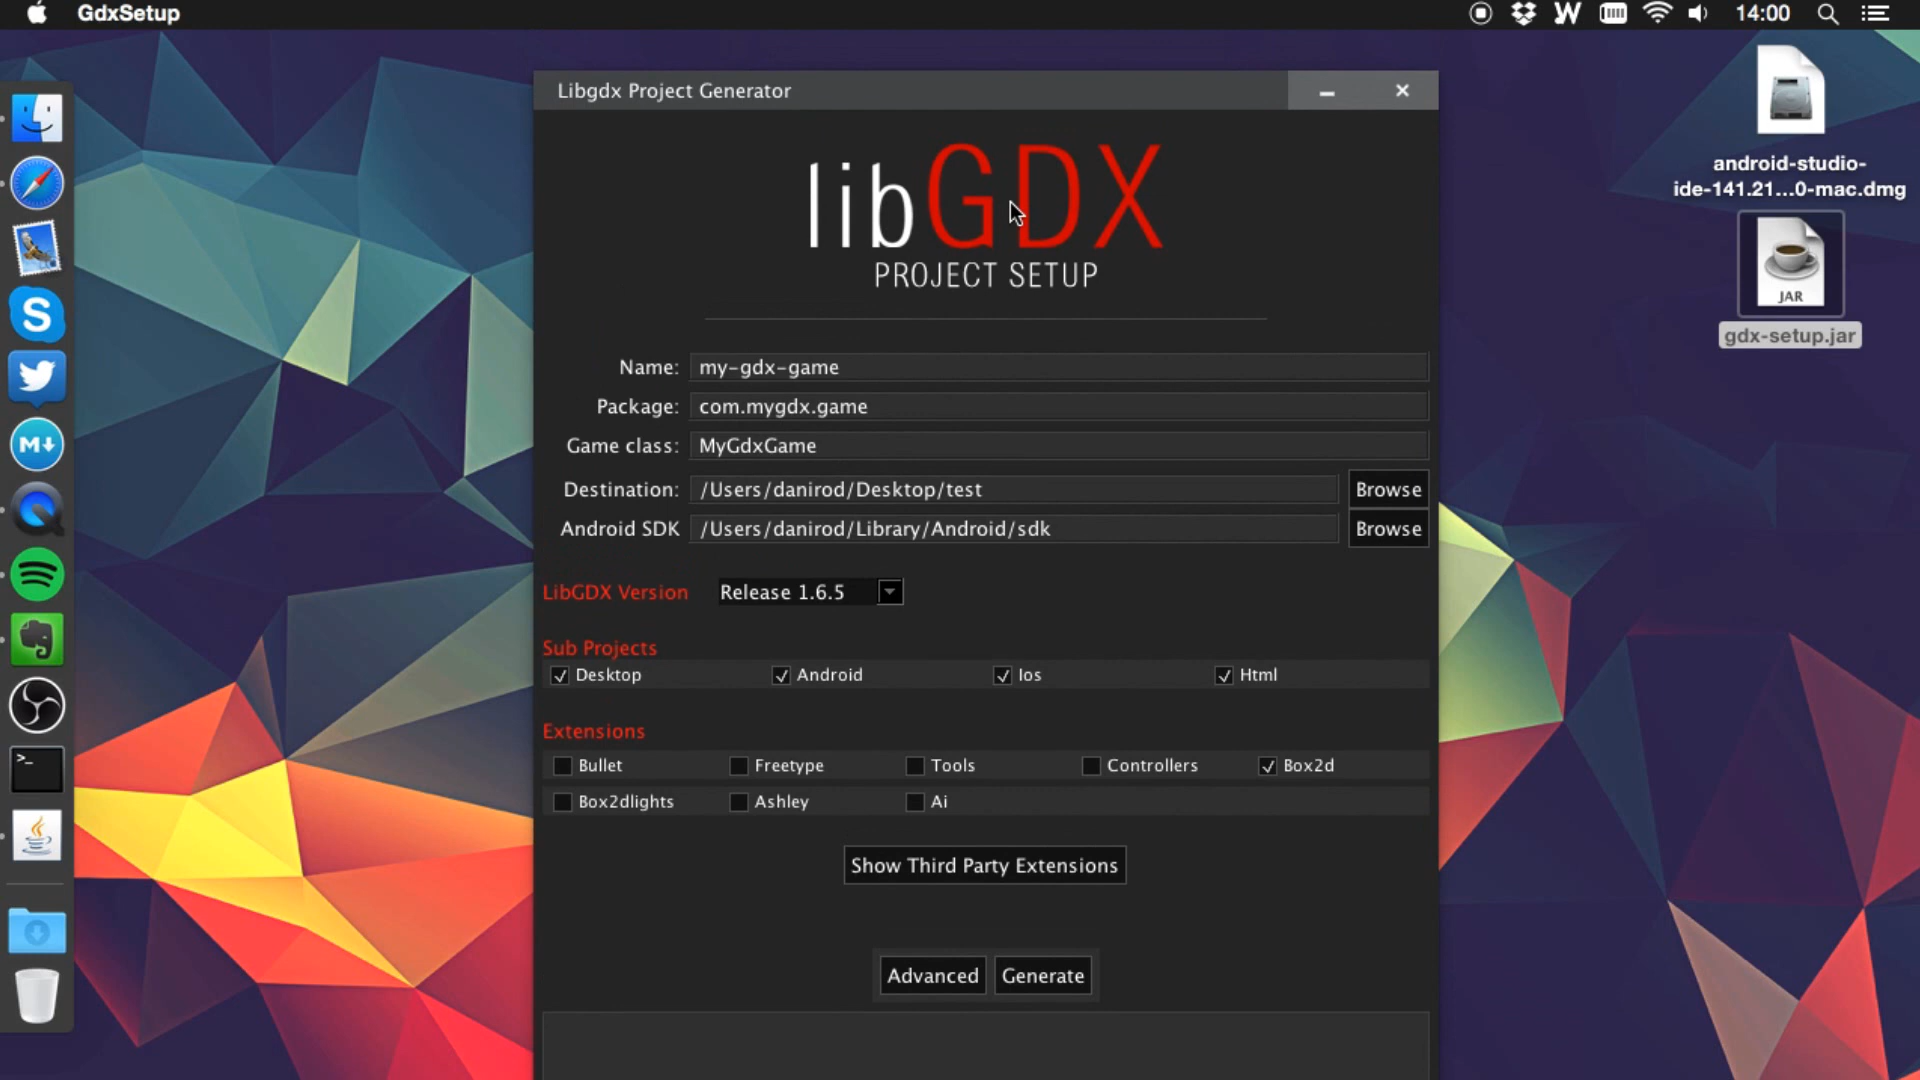 GdxSetup
14:00
android-studio-
ide-141.21...0-mac.dmg
JAR
gdx-setup.jar
Libgdx Project Generator
libGDX
PROJECT SETUP
Name: my-gdx-game
Package: com.mygdx.game
Game class: MyGdxGame
Destination: /Users/danirod/Desktop/test Browse
Android SDK /Users/danirod/Library/Android/sdk Browse
LibGDX Version Release 1.6.5
Sub Projects
Desktop Android Ios Html
Extensions
Bullet Freetype Tools Controllers Box2d
Box2dlights Ashley Ai
Show Third Party Extensions
Advanced Generate